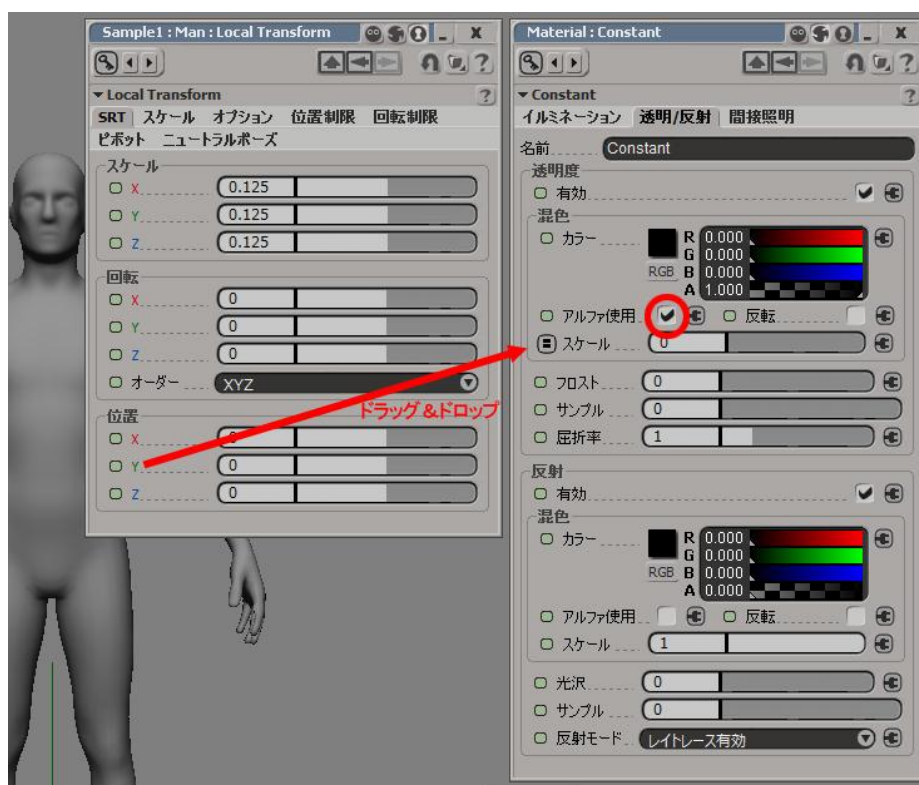 Sample1 : Man : Local Transform
Local Transform
SRT スケール オプション 位置制限 回転制限
ピボット ニュートラルポーズ
スケール
X 0.125
Y 0.125
Z 0.125
回転
X 0
Y 0
Z 0
オーダー XYZ
ドラッグ&ドロップ
位置
X 0
Y 0
Z 0
Material : Constant
Constant
イルミネーション 透明/反射 間接照明
名前 Constant
透明度
有効
混色
カラー R 0.000
G 0.000
RGB B 0.000
A 1.000
アルファ使用 反転
スケール 0
フロスト 0
サンプル 0
屈折率 1
反射
有効
混色
カラー R 0.000
G 0.000
RGB B 0.000
A 0.000
アルファ使用 反転
スケール 1
光沢 0
サンプル 0
反射モード レイトレース有効